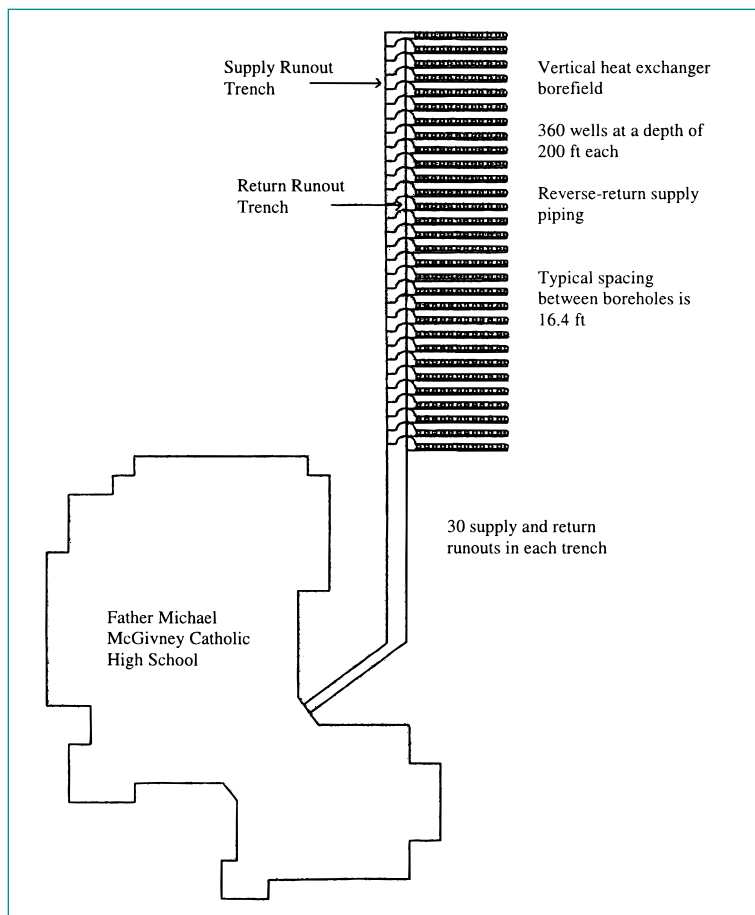 Supply Runout
Trench
Vertical heat exchanger
borefield
360 wells at a depth of
200 ft each
Return Runout
Trench
Reverse-return supply
piping
Typical spacing
between boreholes is
16.4 ft
30 supply and return
runouts in each trench
Father Michael
McGivney Catholic
High School